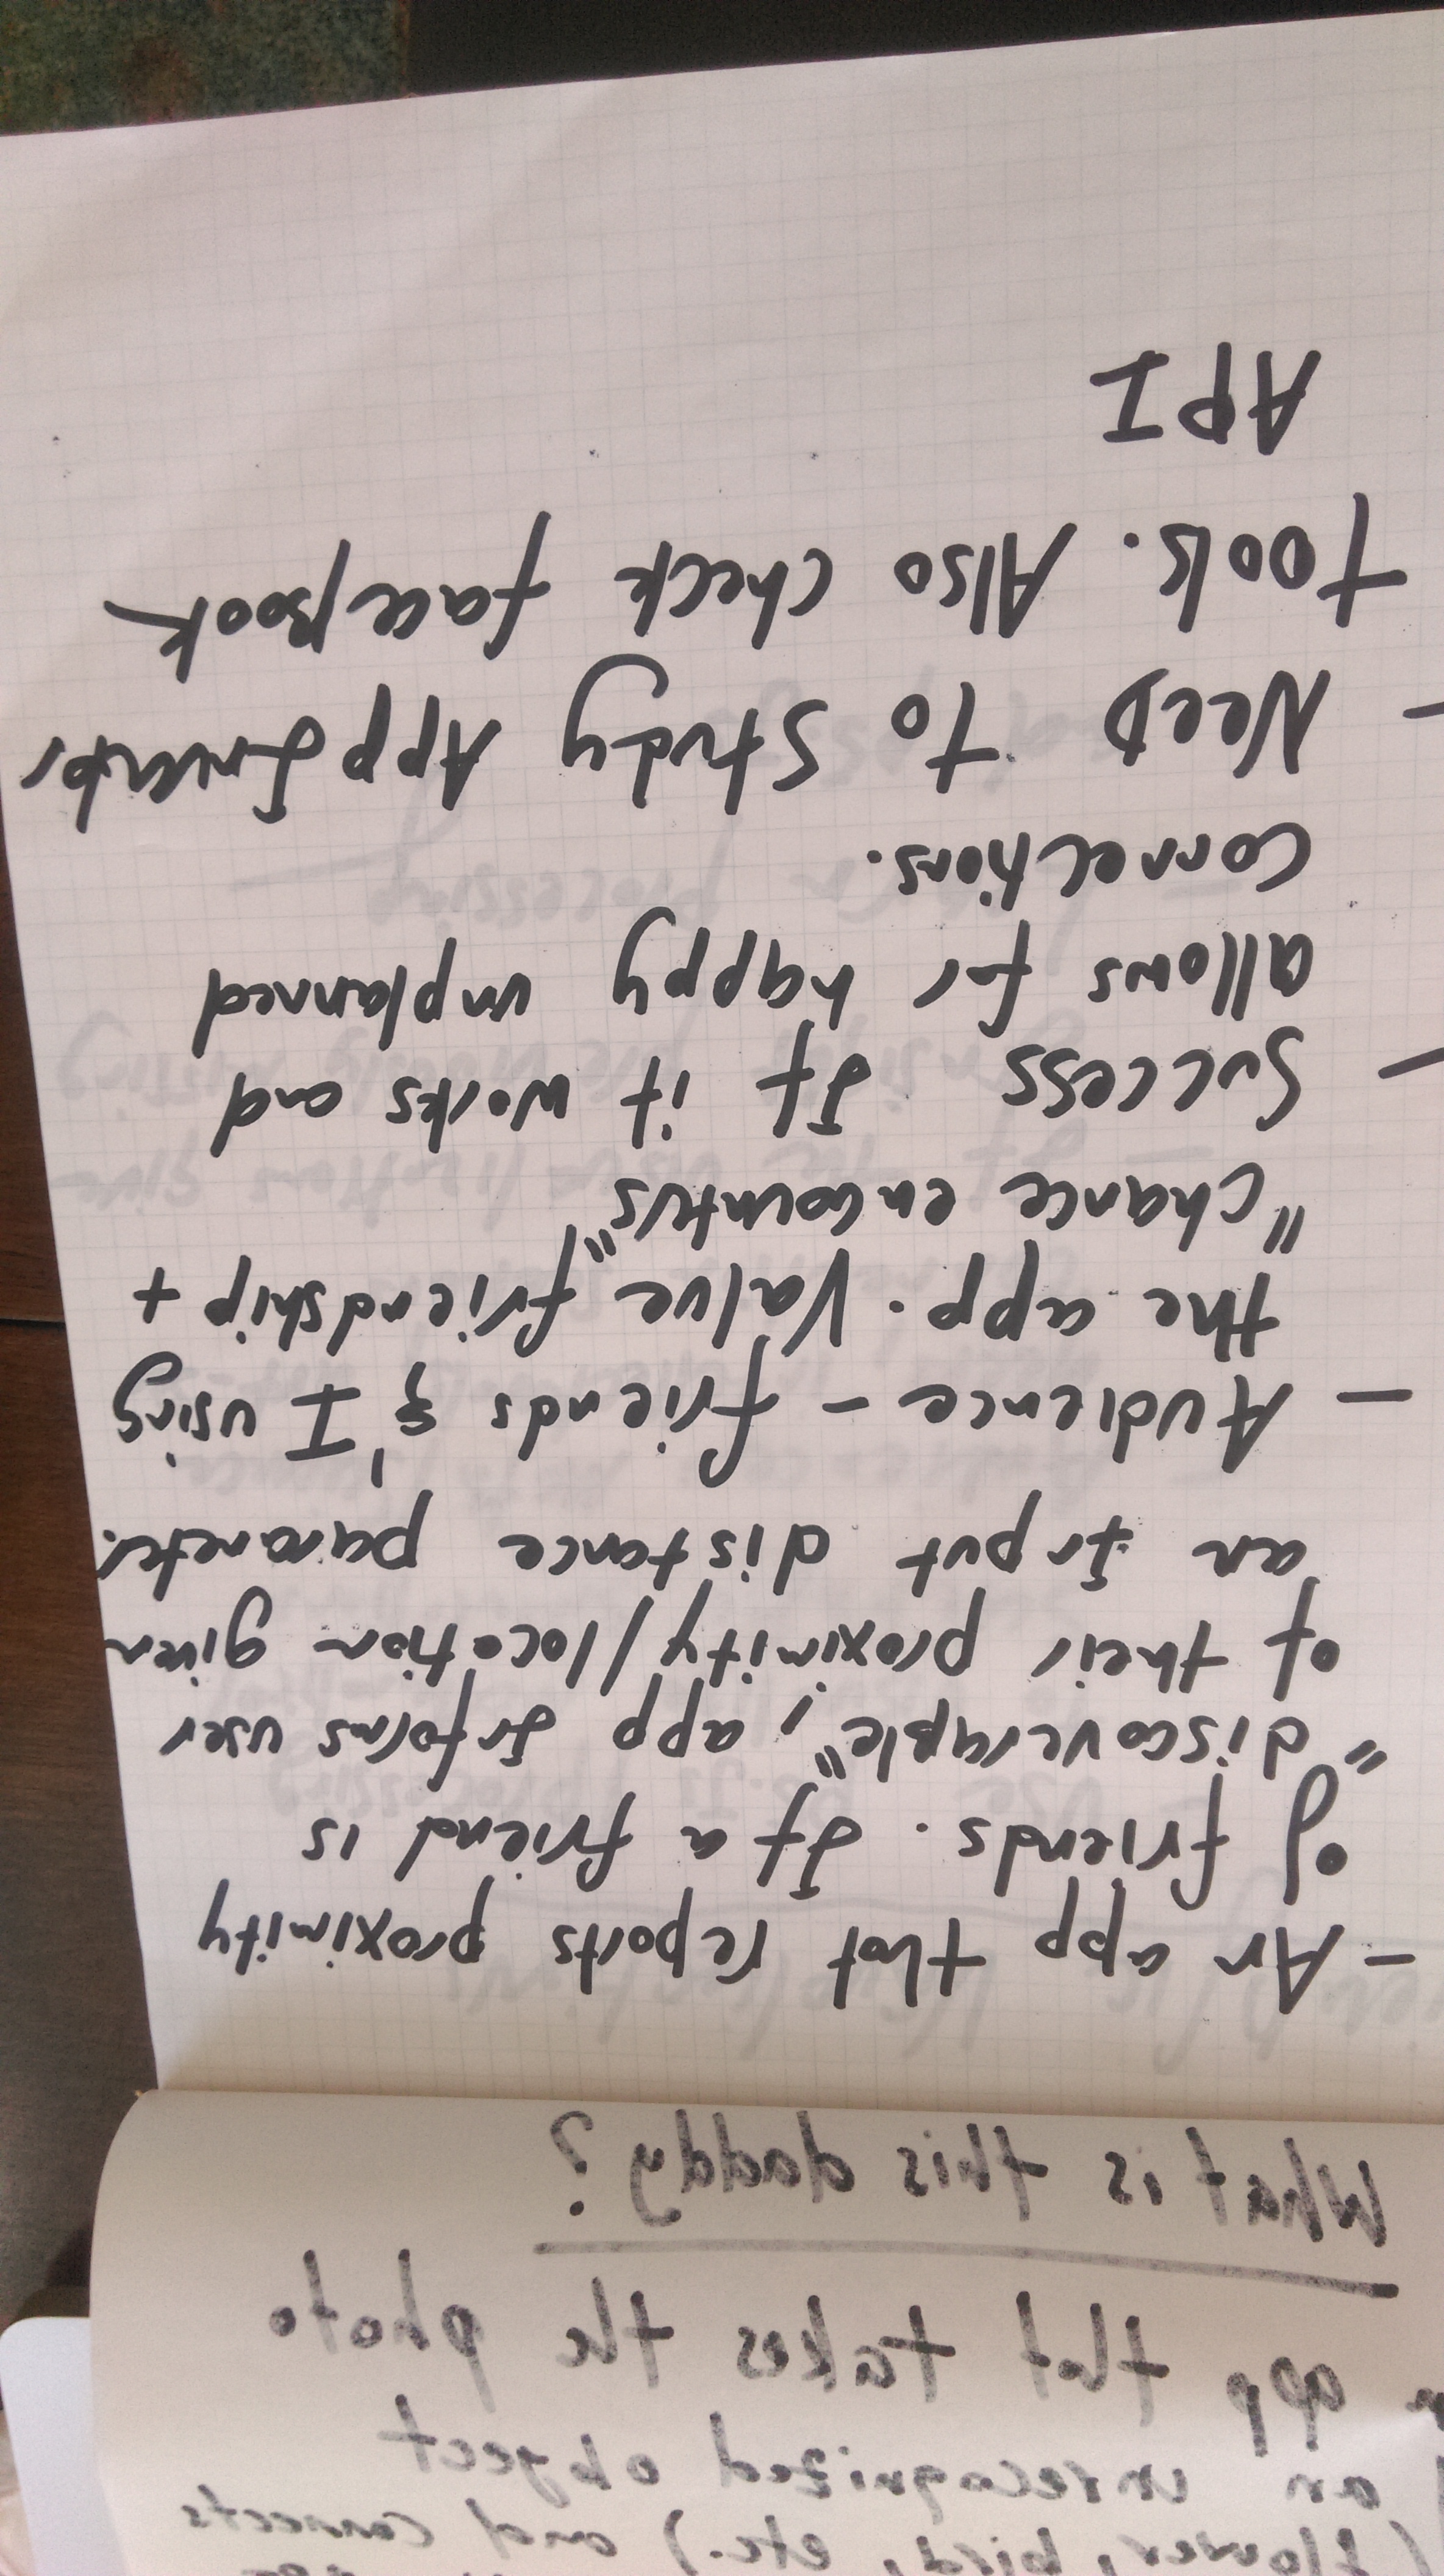 - An app that reports proximity
of friends. If a friend is
"discoverable", app Informs user
of their proximity/location given
an Input distance parameter.
- Audience - friends & I using
the app. Value "friendship +
"chance encounters"
- Success If it works and
allows for happy unplanned
connections.
- NeeD to Study App Inventor
tools. Also check facebook
API
What is this daddy?
app that takes the photo
an unrecognized object
(flower, bird, etc.) and connects